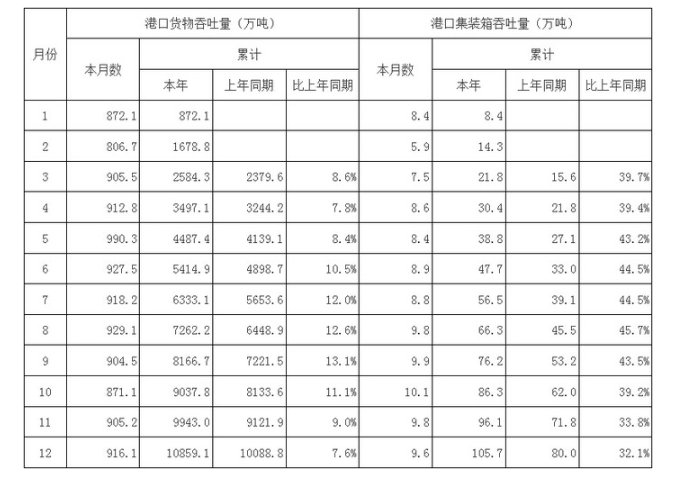 港口货物吞吐量（万吨） 港口集装箱吞吐量（万吨）
月份 本月数 累计 本月数 累计
本年 上年同期 比上年同期 本年 上年同期 比上年同期
1 872.1 872.1 8.4 8.4
2 806.7 1678.8 5.9 14.3
3 905.5 2584.3 2379.6 8.6% 7.5 21.8 15.6 39.7%
4 912.8 3497.1 3244.2 7.8% 8.6 30.4 21.8 39.4%
5 990.3 4487.4 4139.1 8.4% 8.4 38.8 27.1 43.2%
6 927.5 5414.9 4898.7 10.5% 8.9 47.7 33.0 44.5%
7 918.2 6333.1 5653.6 12.0% 8.8 56.5 39.1 44.5%
8 929.1 7262.2 6448.9 12.6% 9.8 66.3 45.5 45.7%
9 904.5 8166.7 7221.5 13.1% 9.9 76.2 53.2 43.5%
10 871.1 9037.8 8133.6 11.1% 10.1 86.3 62.0 39.2%
11 905.2 9943.0 9121.9 9.0% 9.8 96.1 71.8 33.8%
12 916.1 10859.1 10088.8 7.6% 9.6 105.7 80.0 32.1%